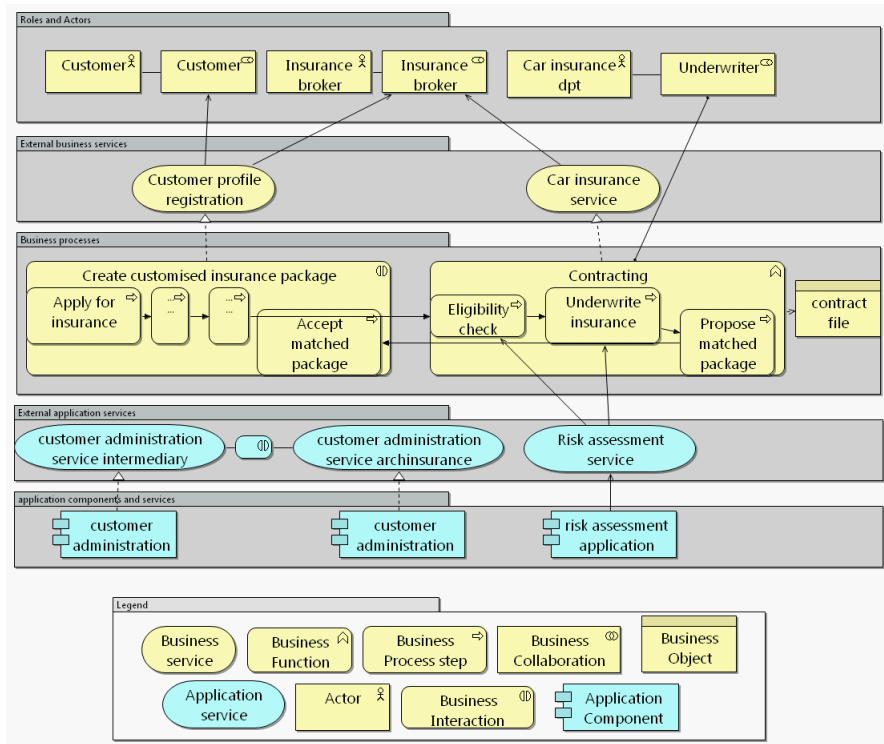 Roles and Actors
Customer
Customer
Insurance
broker
Insurance
broker
Car insurance
dpt
Underwriter
External business services
Customer profile
registration
Car insurance
service
Business processes
Create customised insurance package
Apply for
insurance
...
...
...
...
Accept
matched
package
Contracting
Eligibility
check
Underwrite
insurance
Propose
matched
package
contract
file
External application services
customer administration
service intermediary
customer administration
service archinsurance
Risk assessment
service
application components and services
customer
administration
customer
administration
risk assessment
application
Legend
Business
service
Business
Function
Business
Process step
Business
Collaboration
Business
Object
Application
service
Actor
Business
Interaction
Application
Component